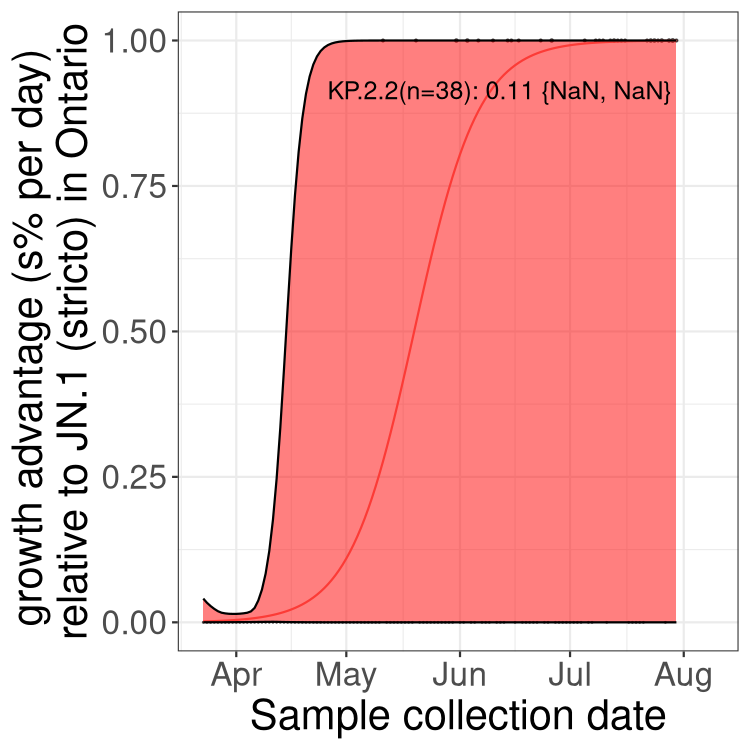 growth advantage (s% per day)
relative to JN.1 (stricto) in Ontario
1.00
0.75
0.50
0.25
0.00
KP.2.2(n=38): 0.11 {NaN, NaN}
Apr May Jun Jul Aug
Sample collection date